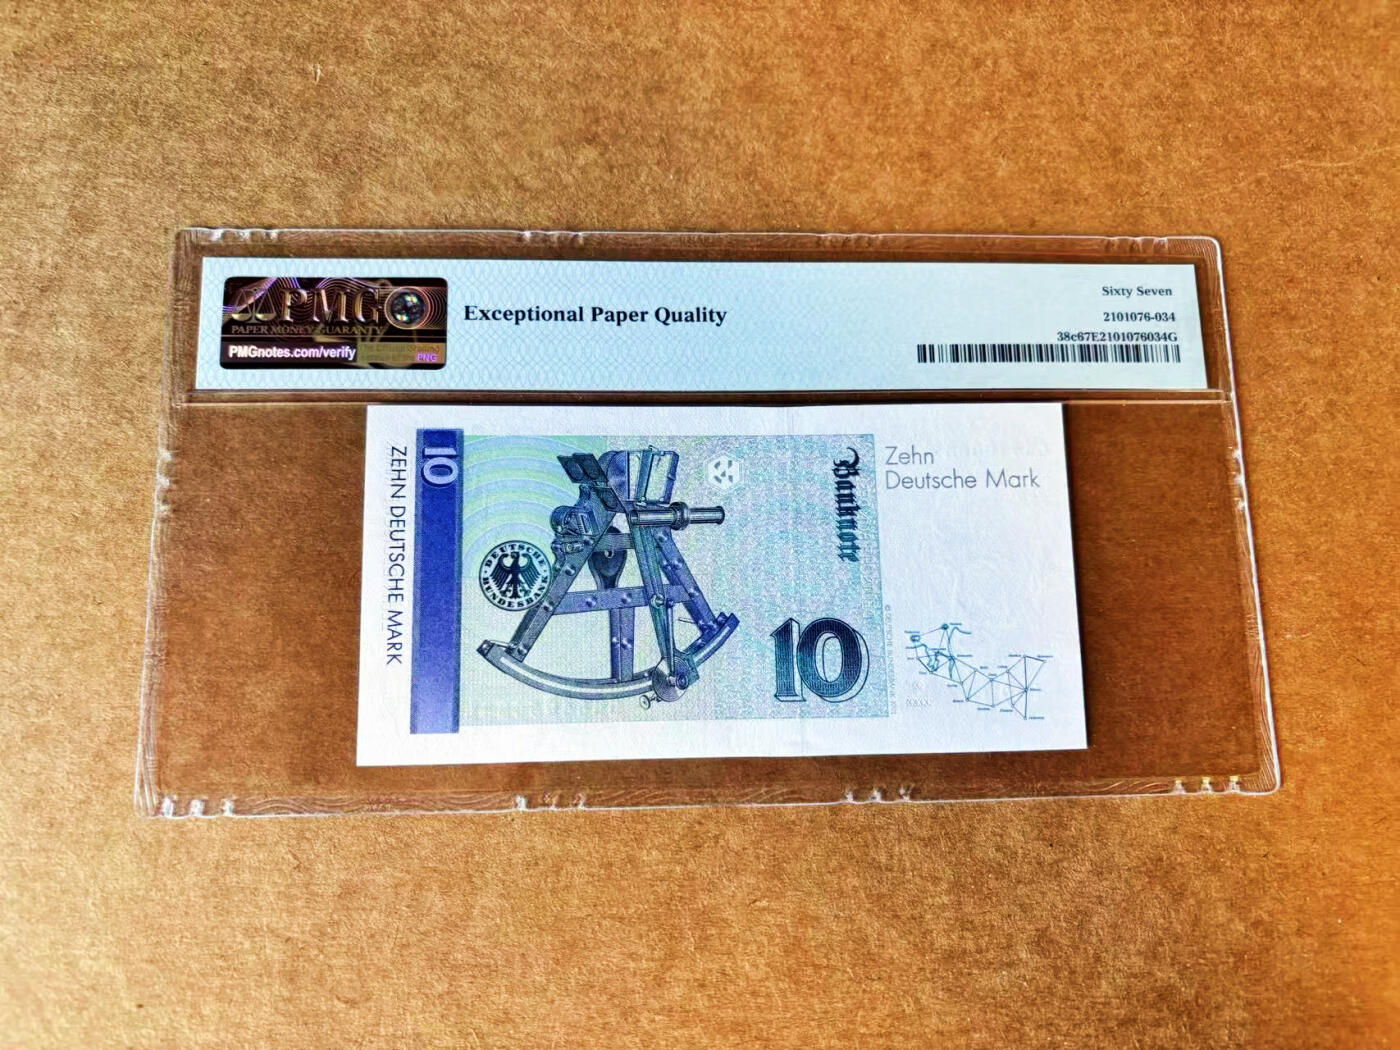 PMG
PAPER MONEY GUARANTY
PMGnotes.com/verify
PNG
Exceptional Paper Quality
Sixty Seven
2101076-034
38c67E2101076034G
10
ZEHN DEUTSCHE MARK
DEUTSCHE BUNDESBANK
Banknote
10
Zehn
Deutsche Mark